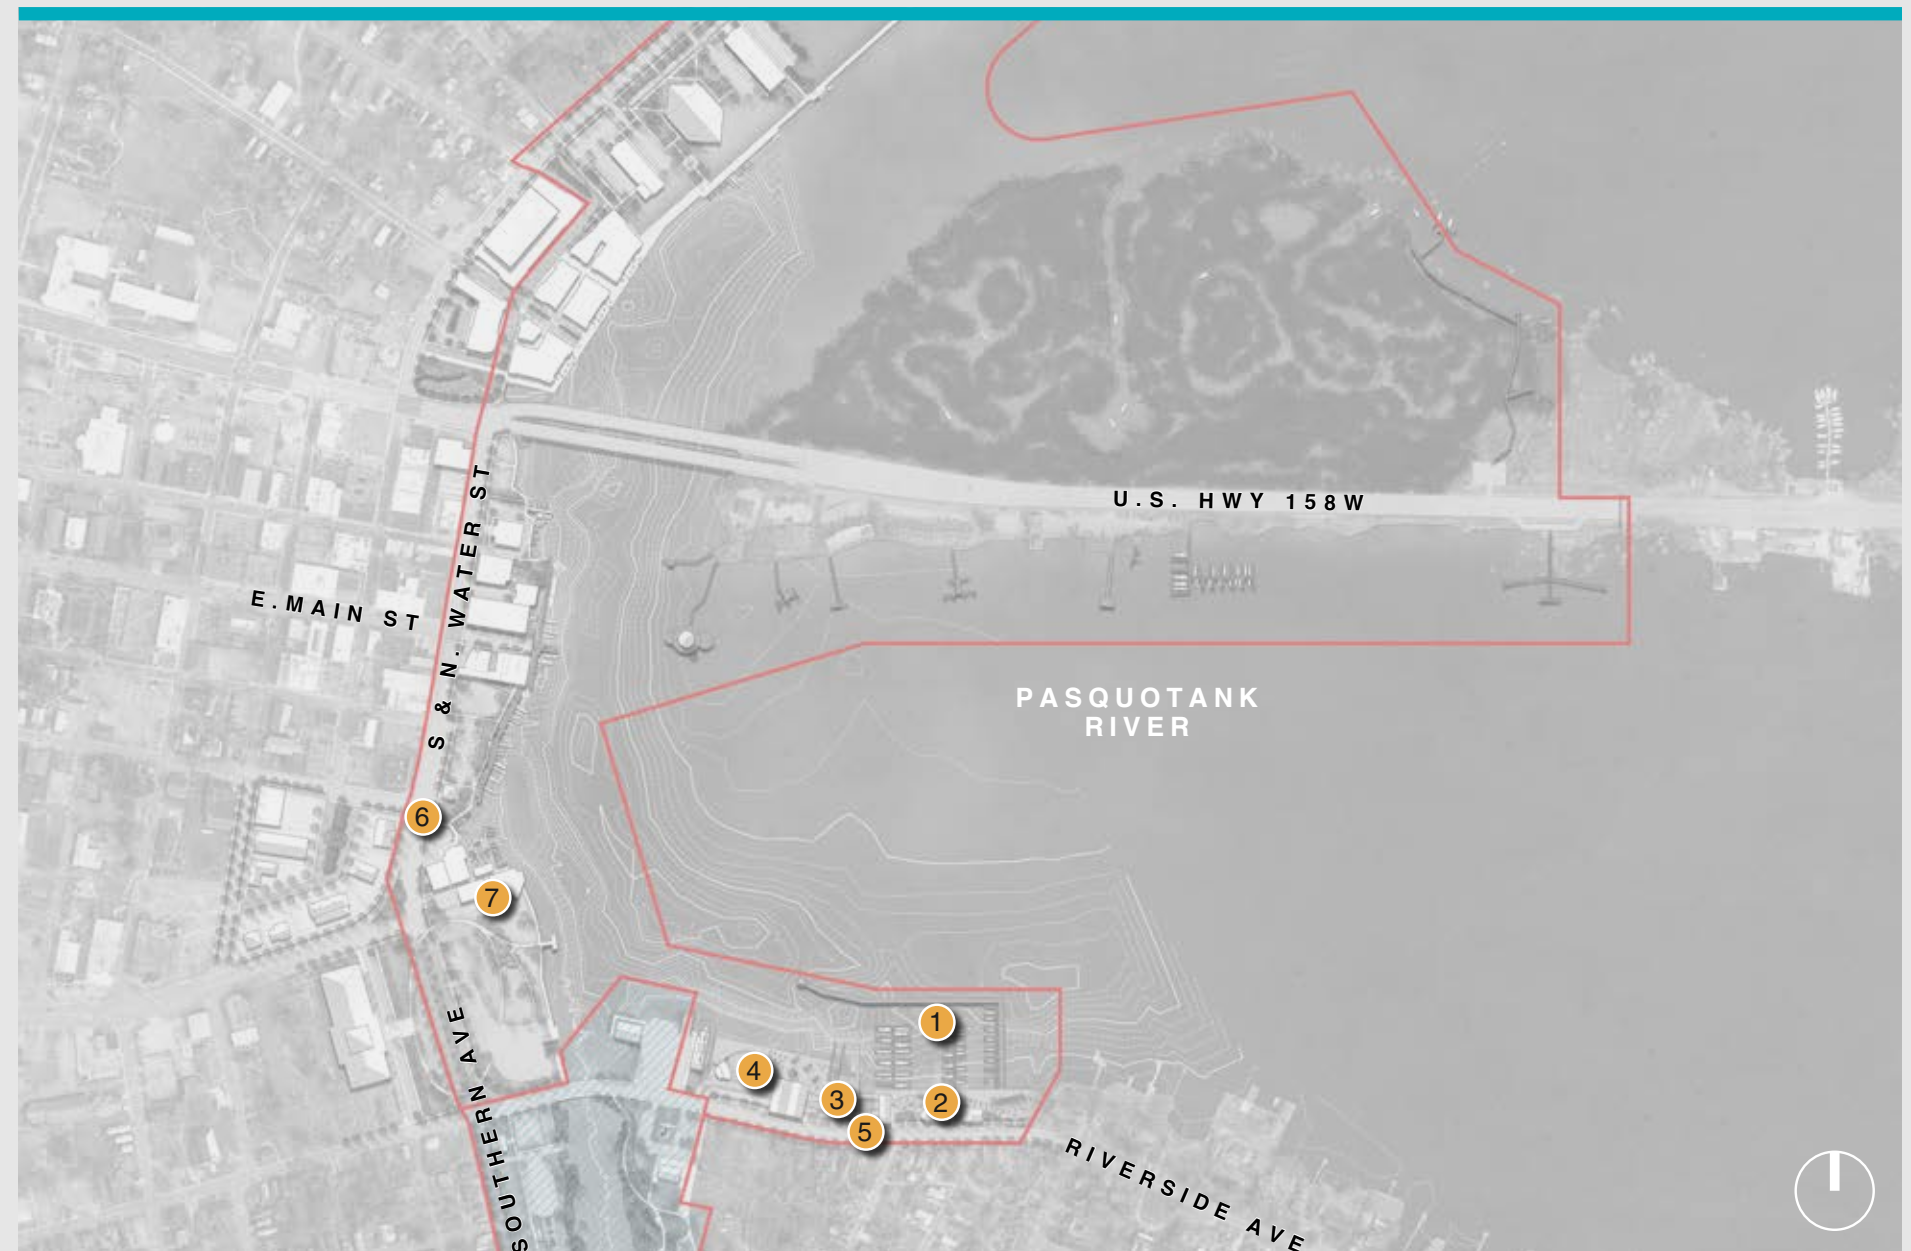 U.S. HWY 158W
S & N. WATER ST
E.MAIN ST
PASQUOTANK
RIVER
6
7
1
4
3
2
5
SOUTHERN AVE
RIVERSIDE AVE